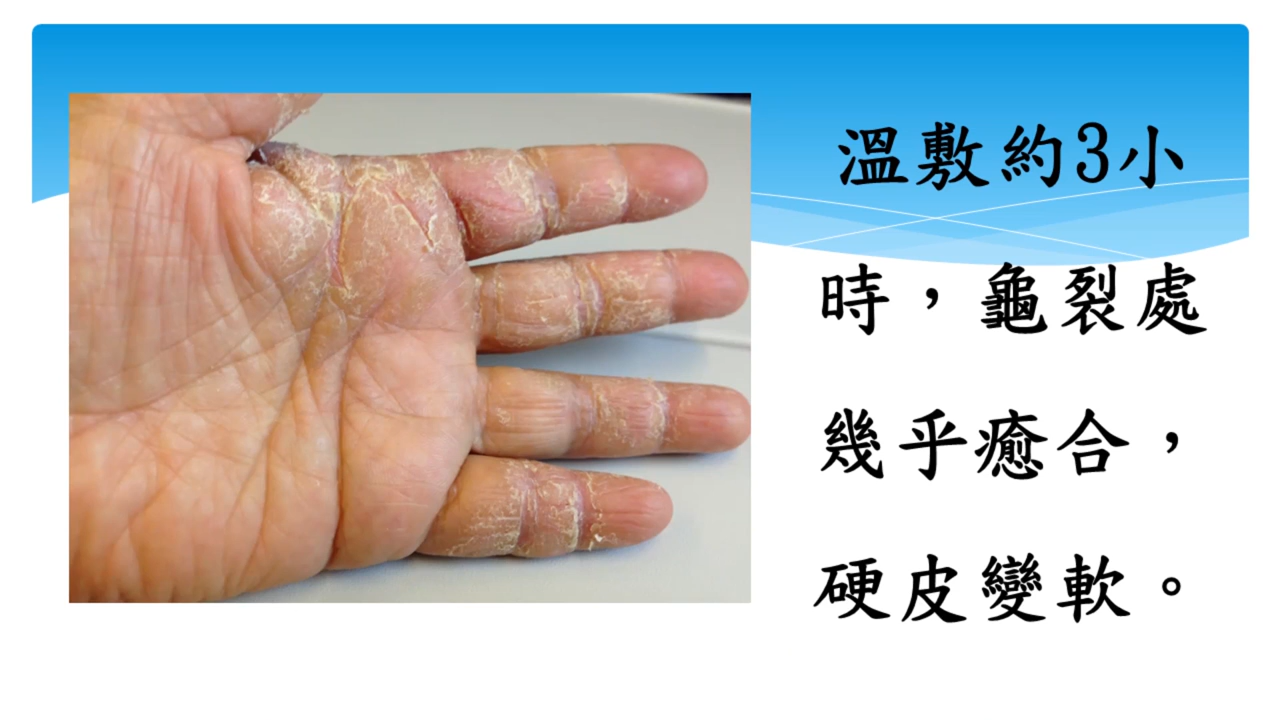 溫敷約3小
時，龜裂處
幾乎癒合，
硬皮變軟。